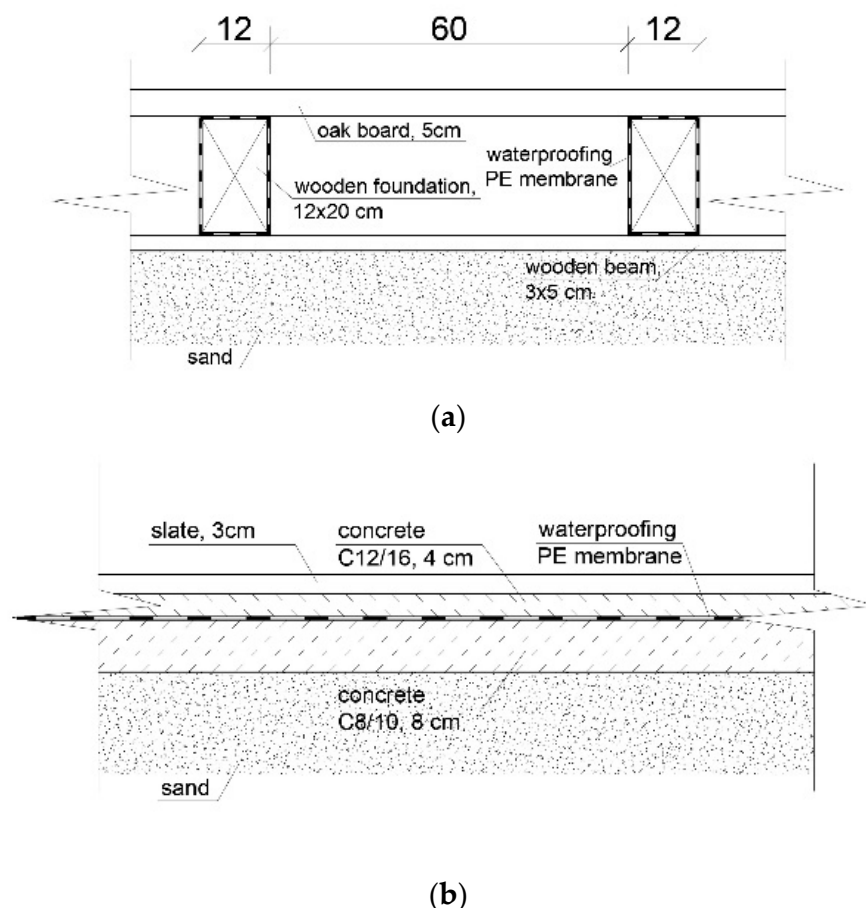 12 60 12
oak board, 5cm
waterproofing
PE membrane
wooden foundation,
12x20 cm
wooden beam,
3x5 cm
sand
(a)
slate, 3cm
concrete
C12/16, 4 cm
waterproofing
PE membrane
concrete
C8/10, 8 cm
sand
(b)